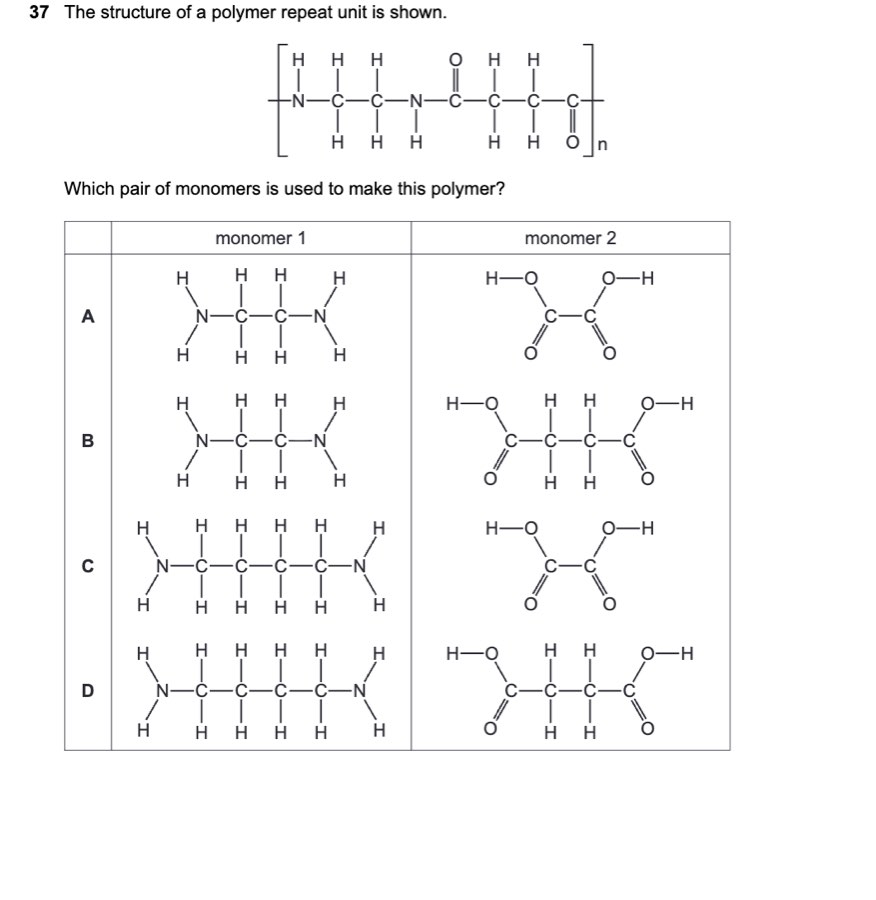 37 The structure of a polymer repeat unit is shown.
H H H O H H
N C C N C C C C
H H H H H O n
Which pair of monomers is used to make this polymer?
monomer 1 monomer 2
H H H H H—O O—H
A N—C—C—N C—C
H H H H O O
H H H H H—O H H O—H
B N—C—C—N C—C—C—C
H H H H O H H O
H H H H H H H—O O—H
C N—C—C—C—C—N C—C
H H H H H H O O
H H H H H H H—O H H O—H
D N—C—C—C—C—N C—C—C—C
H H H H H H O H H O